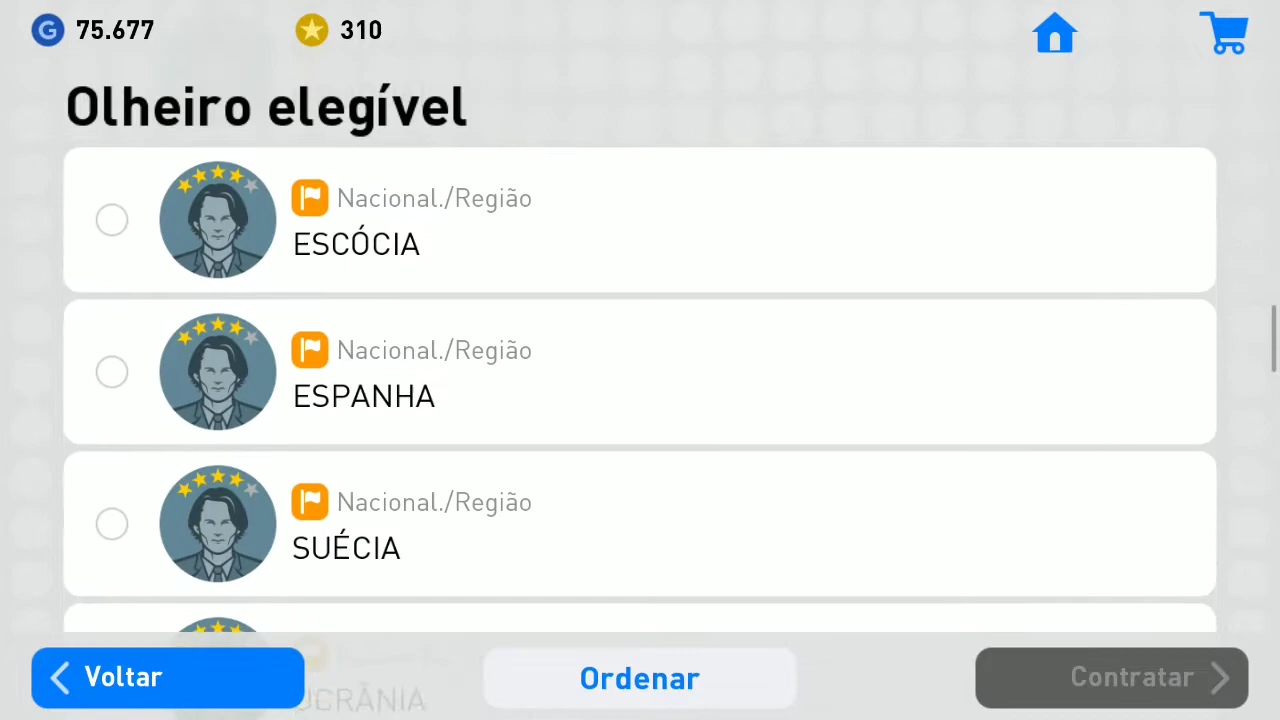 G 75.677
310
Olheiro elegível
Nacional./Região
ESCÓCIA
Nacional./Região
ESPANHA
Nacional./Região
SUÉCIA
UCRÂNIA
Voltar
Ordenar
Contratar